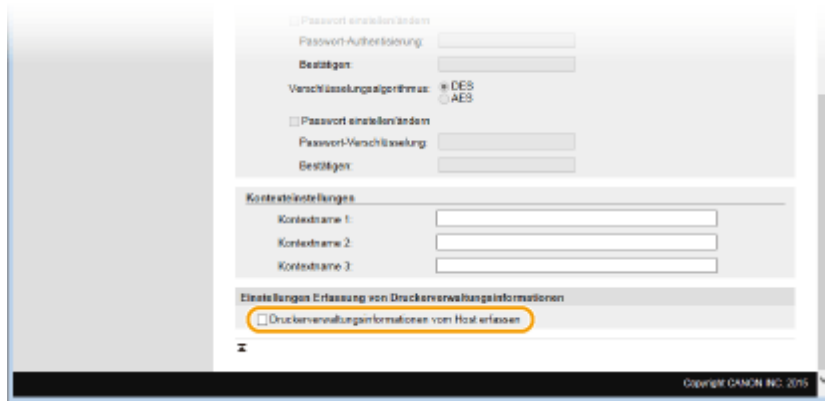 Passwort einstellen/ändern
Passwort-Authentisierung:
Bestätigen:
Verschlüsselungsalgorithmus:
DES
AES
Passwort einstellen/ändern
Passwort-Verschlüsselung:
Bestätigen:
Kontexteinstellungen
Kontextname 1:
Kontextname 2:
Kontextname 3:
Einstellungen Erfassung von Druckerverwaltungsinformationen
Druckerverwaltungsinformationen vom Host erfassen
Copyright CANON INC. 2015